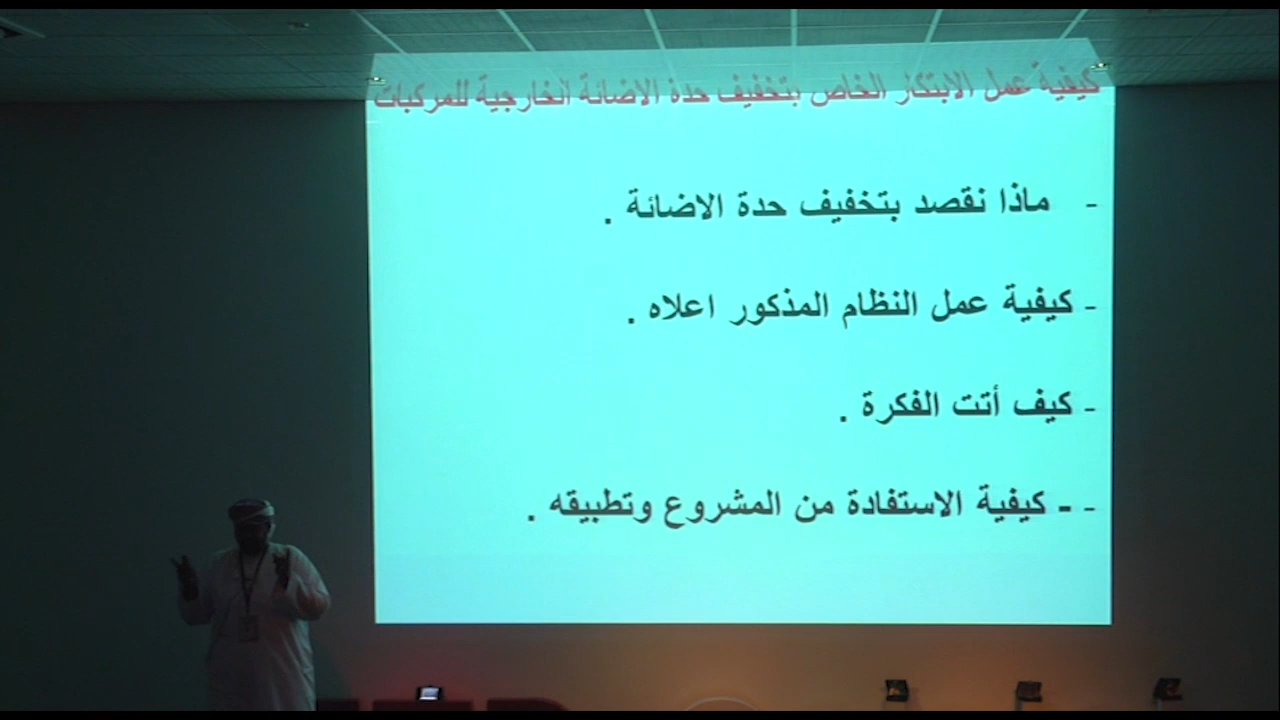 كيفية عمل الابتكار الخاص بتخفيف حدة الاضائة الخارجية للمركبات
- ماذا نقصد بتخفيف حدة الاضائة .
- كيفية عمل النظام المذكور اعلاه .
- كيف أتت الفكرة .
- - كيفية الاستفادة من المشروع وتطبيقه .